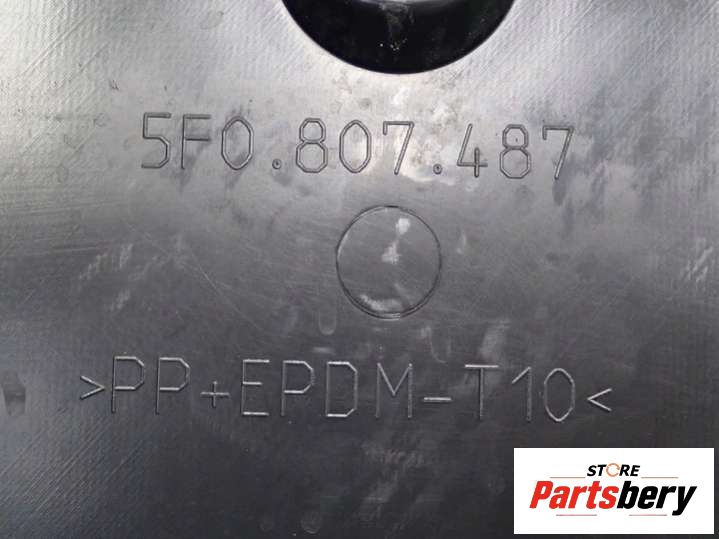 5F0.807.487
>PP+EPDM-T10<
STORE
Partsbery